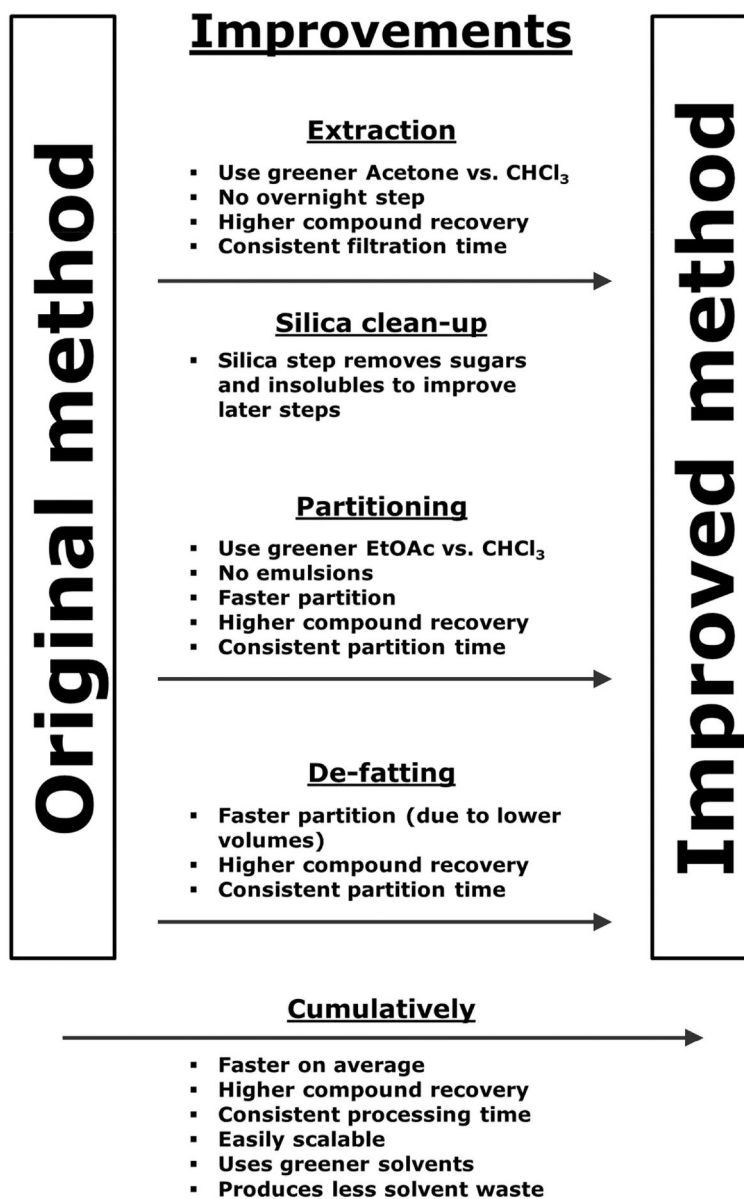 Improvements
Original method
Extraction
▪ Use greener Acetone vs. CHCl₃
▪ No overnight step
▪ Higher compound recovery
▪ Consistent filtration time
Silica clean-up
▪ Silica step removes sugars
and insolubles to improve
later steps
Partitioning
▪ Use greener EtOAc vs. CHCl₃
▪ No emulsions
▪ Faster partition
▪ Higher compound recovery
▪ Consistent partition time
De-fatting
▪ Faster partition (due to lower
volumes)
▪ Higher compound recovery
▪ Consistent partition time
Improved method
Cumulatively
▪ Faster on average
▪ Higher compound recovery
▪ Consistent processing time
▪ Easily scalable
▪ Uses greener solvents
▪ Produces less solvent waste